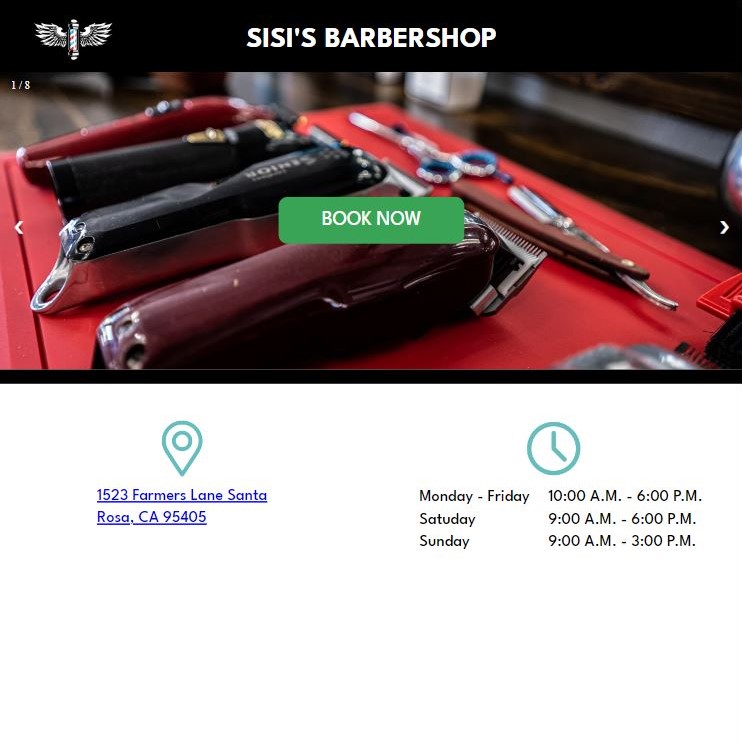 SISI'S BARBERSHOP
1 / 8
SENIOR
❮
BOOK NOW
❯
1523 Farmers Lane Santa
Rosa, CA 95405
Monday - Friday 10:00 A.M. - 6:00 P.M.
Satuday 9:00 A.M. - 6:00 P.M.
Sunday 9:00 A.M. - 3:00 P.M.